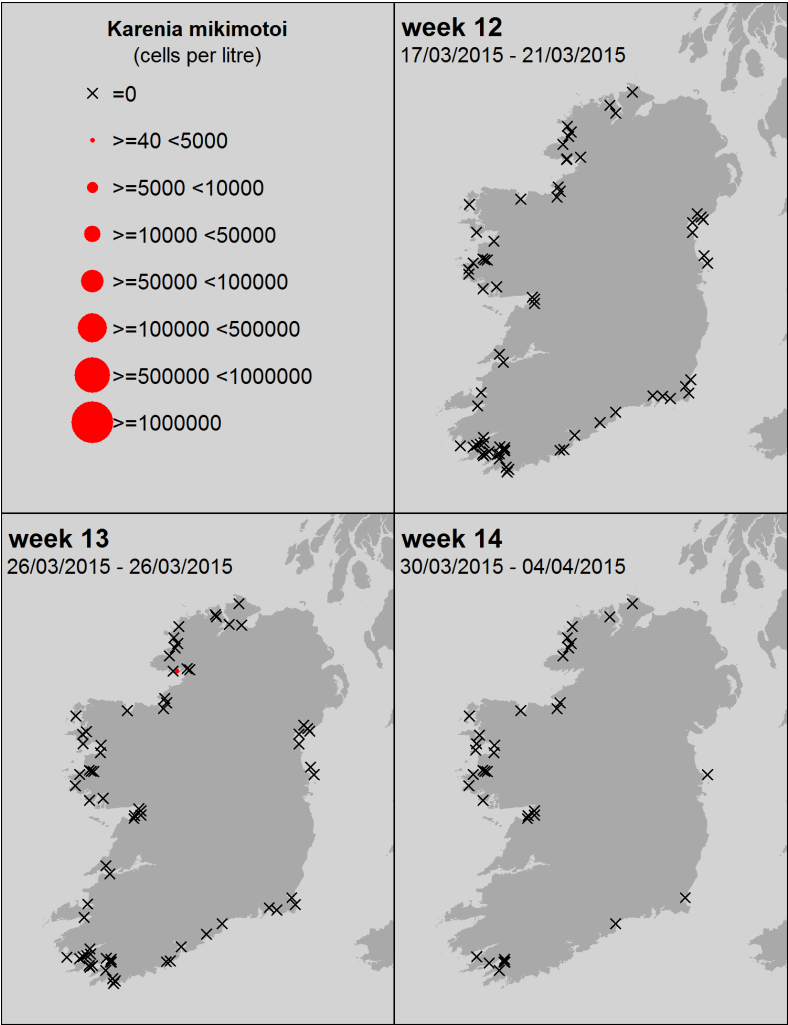 Karenia mikimotoi
(cells per litre)
=0
>=40 <5000
>=5000 <10000
>=10000 <50000
>=50000 <100000
>=100000 <500000
>=500000 <1000000
>=1000000
week 12
17/03/2015 - 21/03/2015
week 13
26/03/2015 - 26/03/2015
week 14
30/03/2015 - 04/04/2015